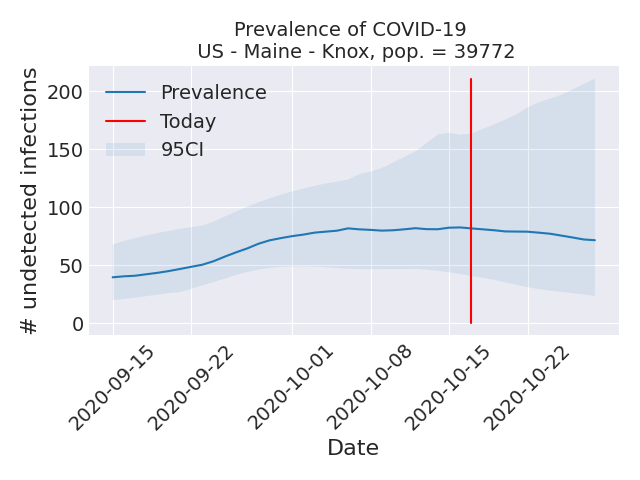 Prevalence of COVID-19
US - Maine - Knox, pop. = 39772
# undetected infections
200
150
100
50
0
Prevalence
Today
95CI
2020-09-15
2020-09-22
2020-10-01
2020-10-08
2020-10-15
2020-10-22
Date